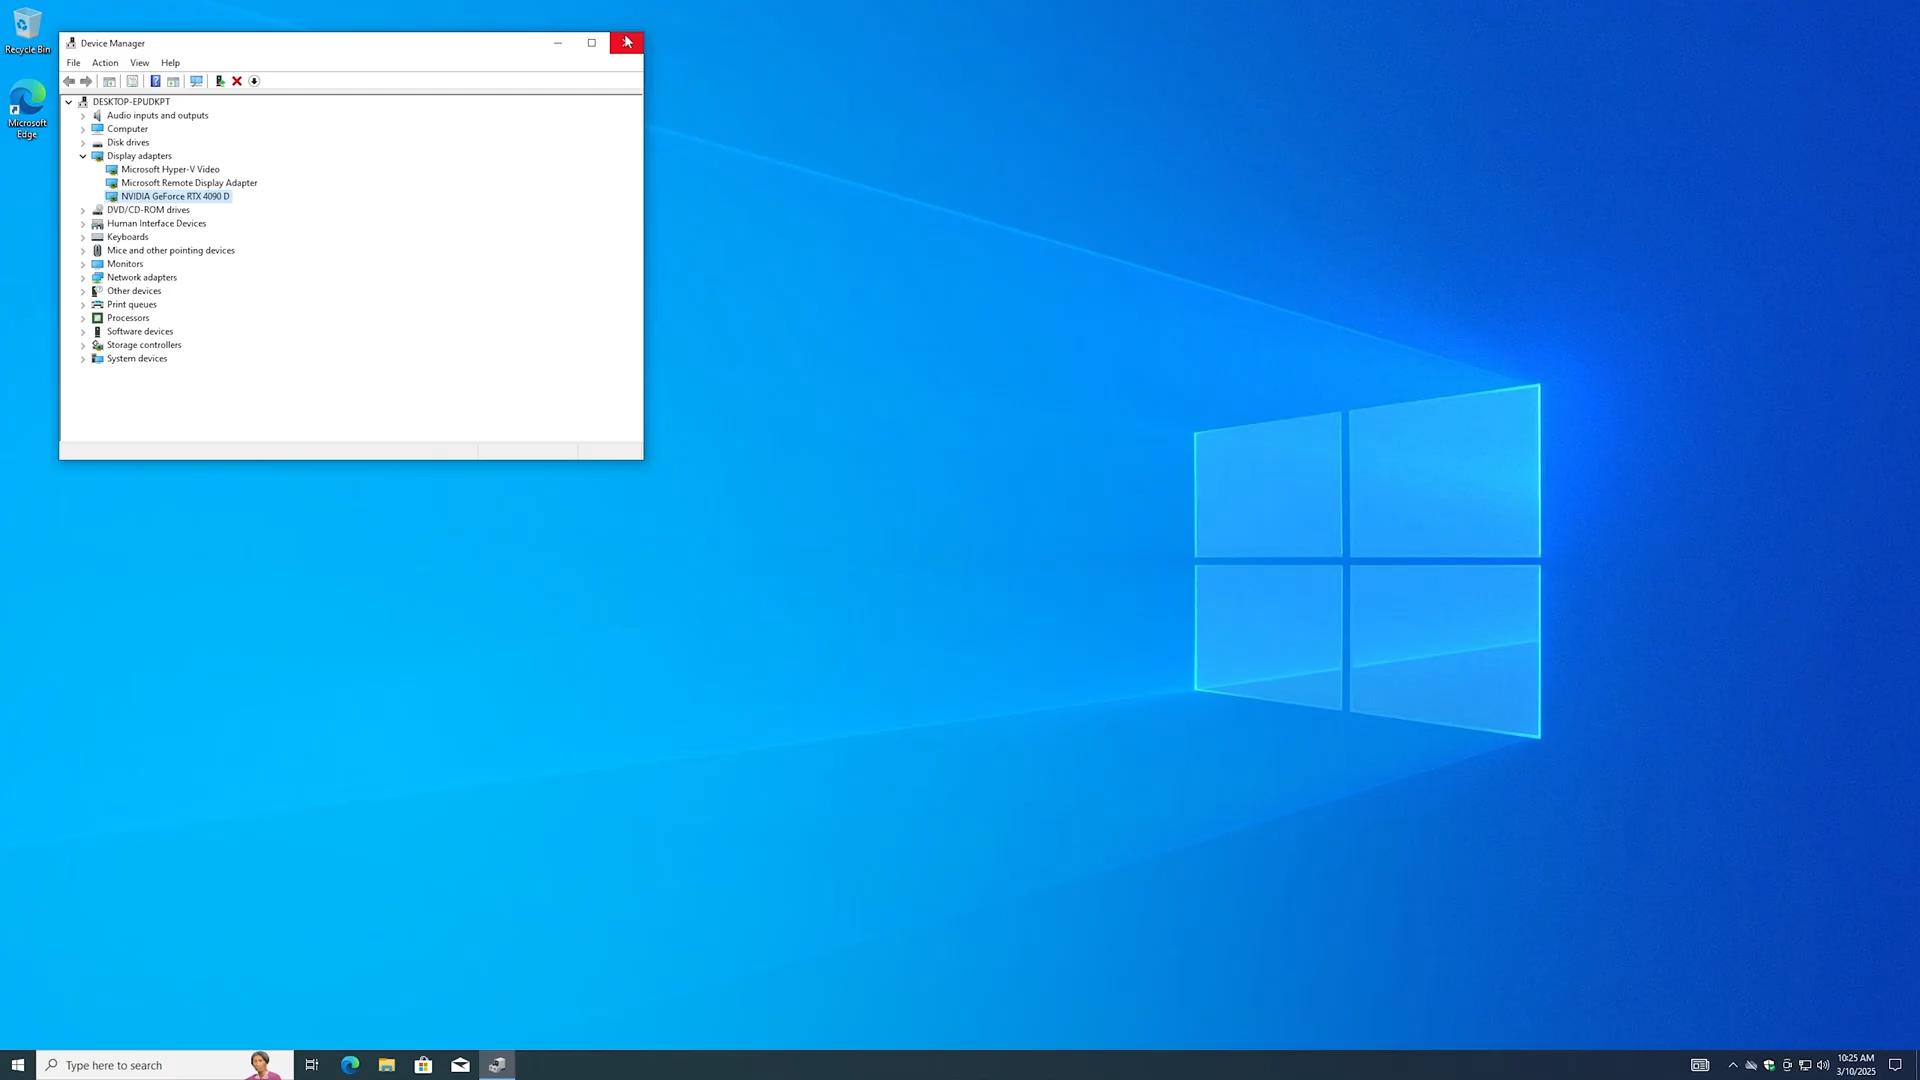 Recycle Bin
Microsoft
Edge
Device Manager
File Action View Help
DESKTOP-EPUDKPT
Audio inputs and outputs
Computer
Disk drives
Display adapters
Microsoft Hyper-V Video
Microsoft Remote Display Adapter
NVIDIA GeForce RTX 4090 D
DVD/CD-ROM drives
Human Interface Devices
Keyboards
Mice and other pointing devices
Monitors
Network adapters
Other devices
Print queues
Processors
Software devices
Storage controllers
System devices
Type here to search
10:25 AM
3/10/2025